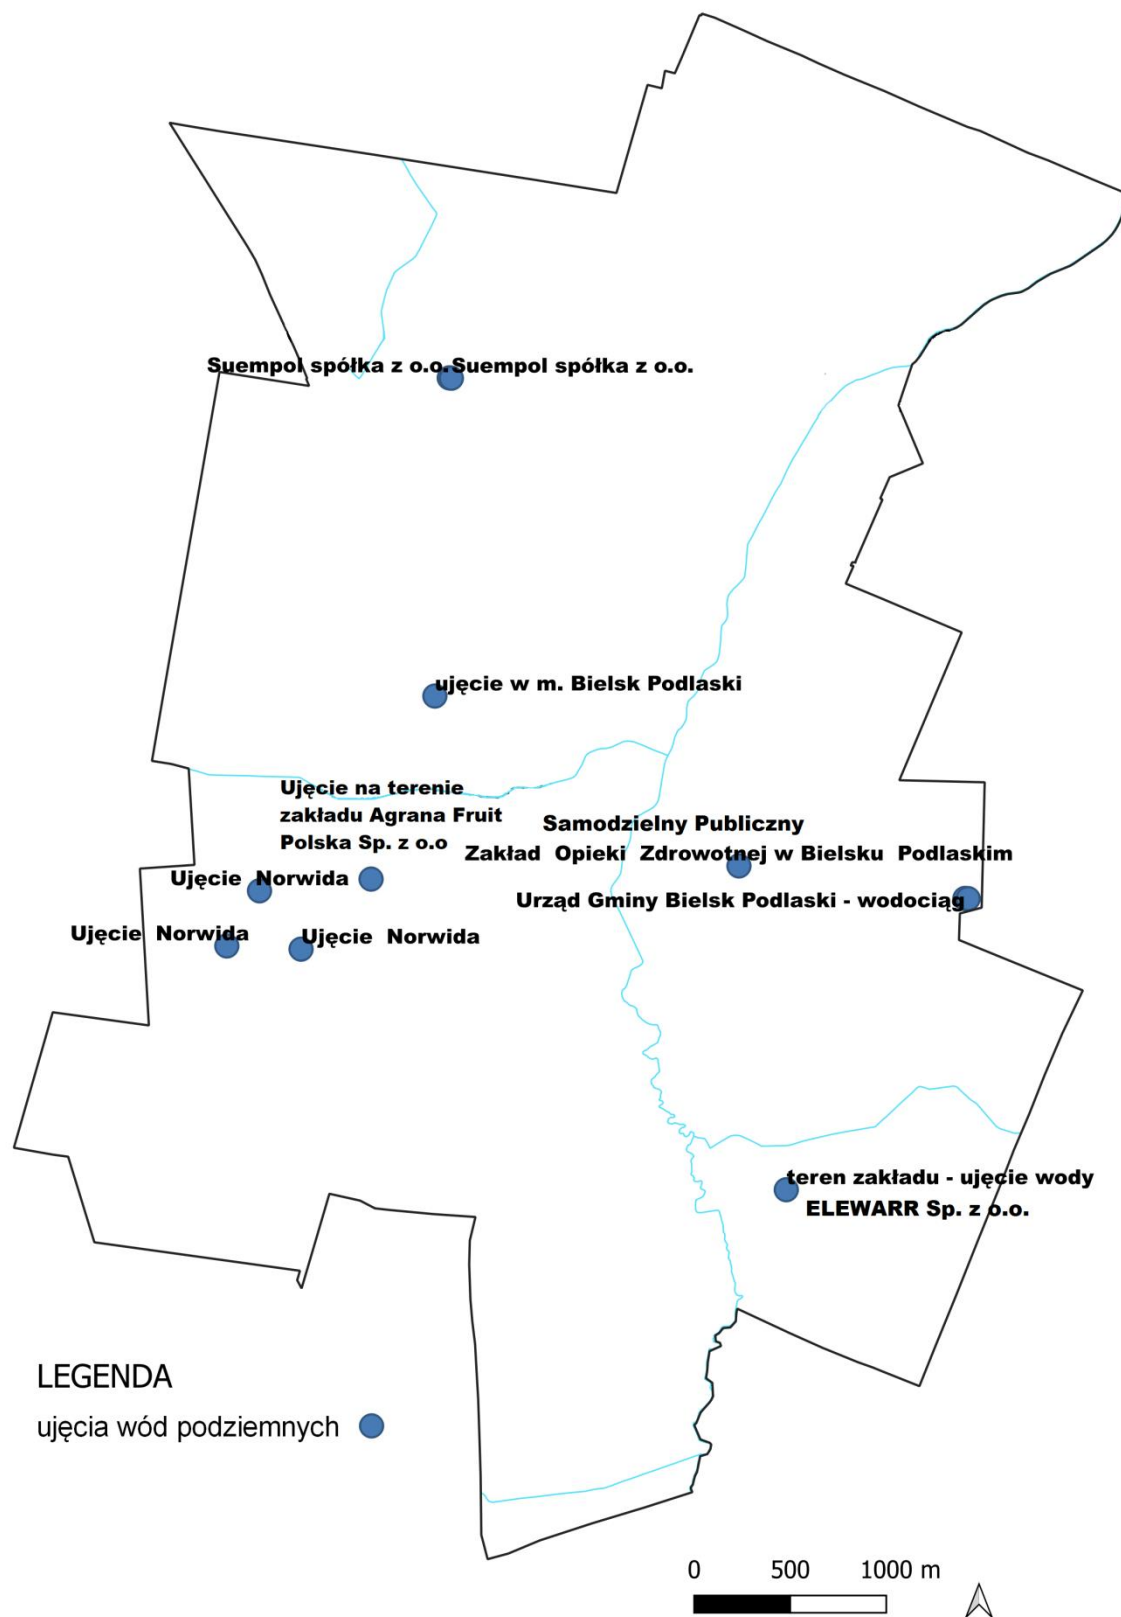 Suempol spółka z o.o. Suempol spółka z o.o.
ujęcie w m. Bielsk Podlaski
Ujęcie na terenie
zakładu Agrana Fruit
Polska Sp. z o.o
Samodzielny Publiczny
Zakład Opieki Zdrowotnej w Bielsku Podlaskim
Ujęcie Norwida
Urząd Gminy Bielsk Podlaski - wodociąg
Ujęcie Norwida
Ujęcie Norwida
teren zakładu - ujęcie wody
ELEWARR Sp. z o.o.
LEGENDA
ujęcia wód podziemnych
0 500 1000 m